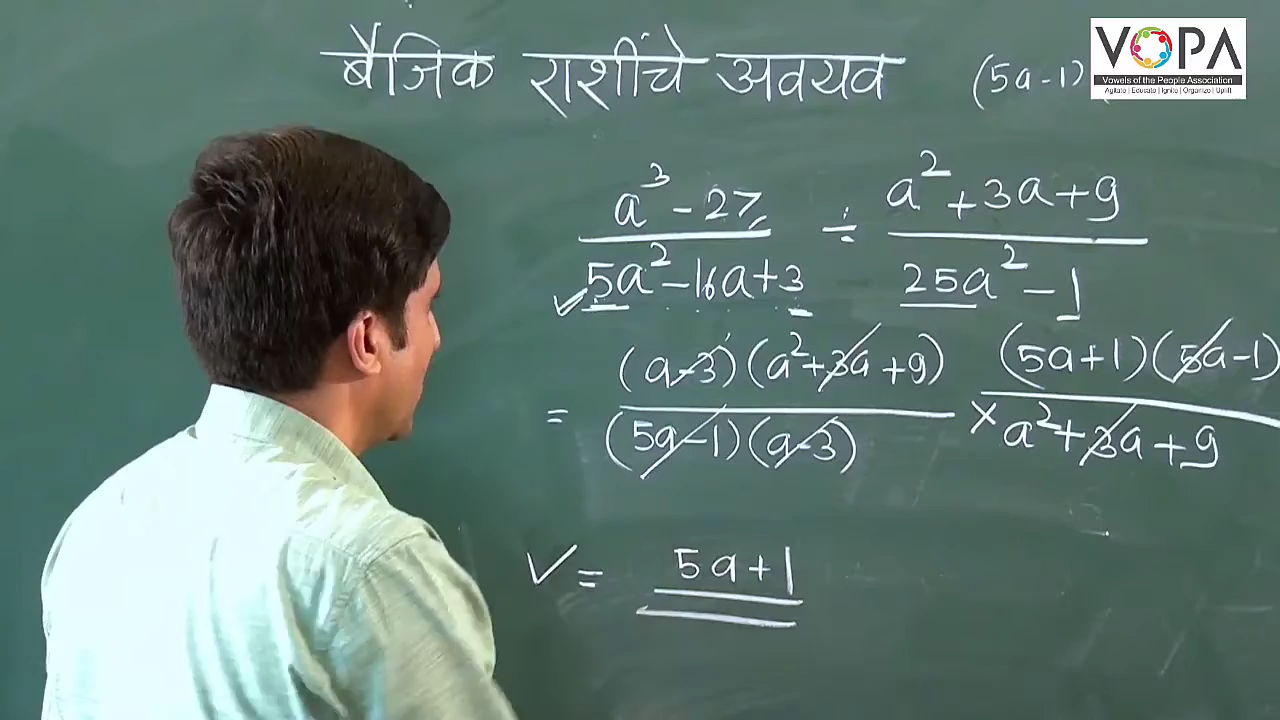 बैजिक राशींचे अवयव (5a-1)
VOPA
Vowels of the People Association
Agitate | Educate | Ignite | Organize | Uplift
a³ - 27 / 5a² - 16a + 3 ÷ a² + 3a + 9 / 25a² - 1
= (a-3)(a²+3a+9) / (5a-1)(a-3) × (5a+1)(5a-1) / a²+3a+9
✓ = 5a+1